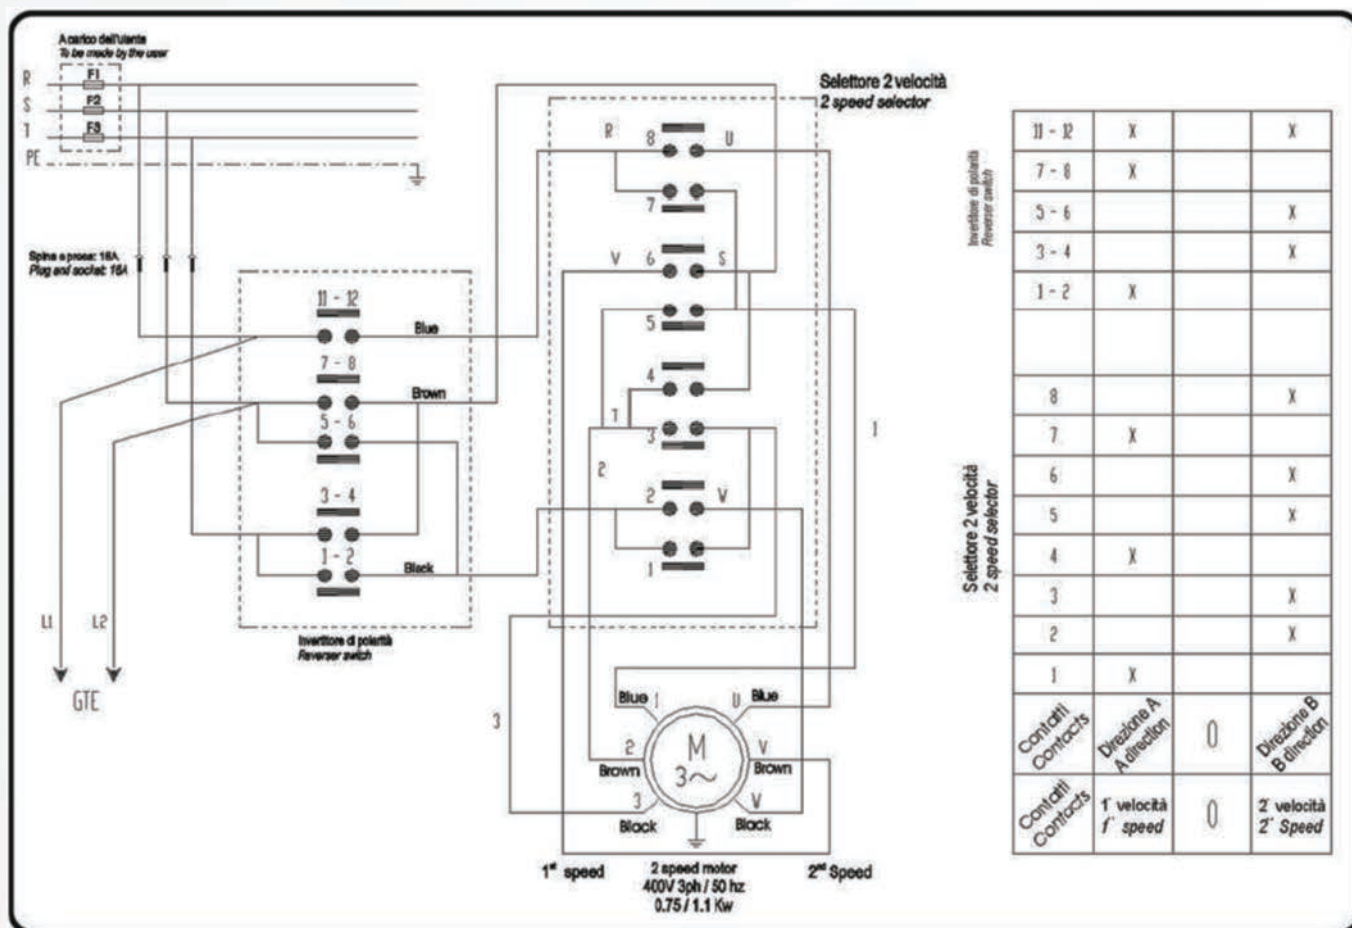 A carico dell'utente
To be made by the user
R
F1
S
F2
T
F3
PE
Spina e presa: 16A
Plug and socket: 16A
11 - 12
Blue
7 - 8
Brown
5 - 6
3 - 4
1 - 2
Black
Invertitore di polarità
Reverser switch
L1
L2
GTE
Selettore 2 velocità
2 speed selector
R
8
U
7
V
6
S
5
4
T
3
2
2
W
1
1
3
Blue
1
U
Blue
2
M
3~
V
Brown
Brown
3
W
Black
Black
1st speed
2 speed motor
400V 3ph / 50 hz
0.75 / 1.1 Kw
2nd Speed
Invertitore di polarità
Reverser switch
11 - 12 X X
7 - 8 X
5 - 6 X
3 - 4 X
1 - 2 X
Selettore 2 velocità
2 speed selector
8 X
7 X
6 X
5 X
4 X
3 X
2 X
1 X
Contatti
Contacts
Direzione A
A direction
0
Direzione B
B direction
Contatti
Contacts
1° velocità
1° speed
0
2° velocità
2° Speed